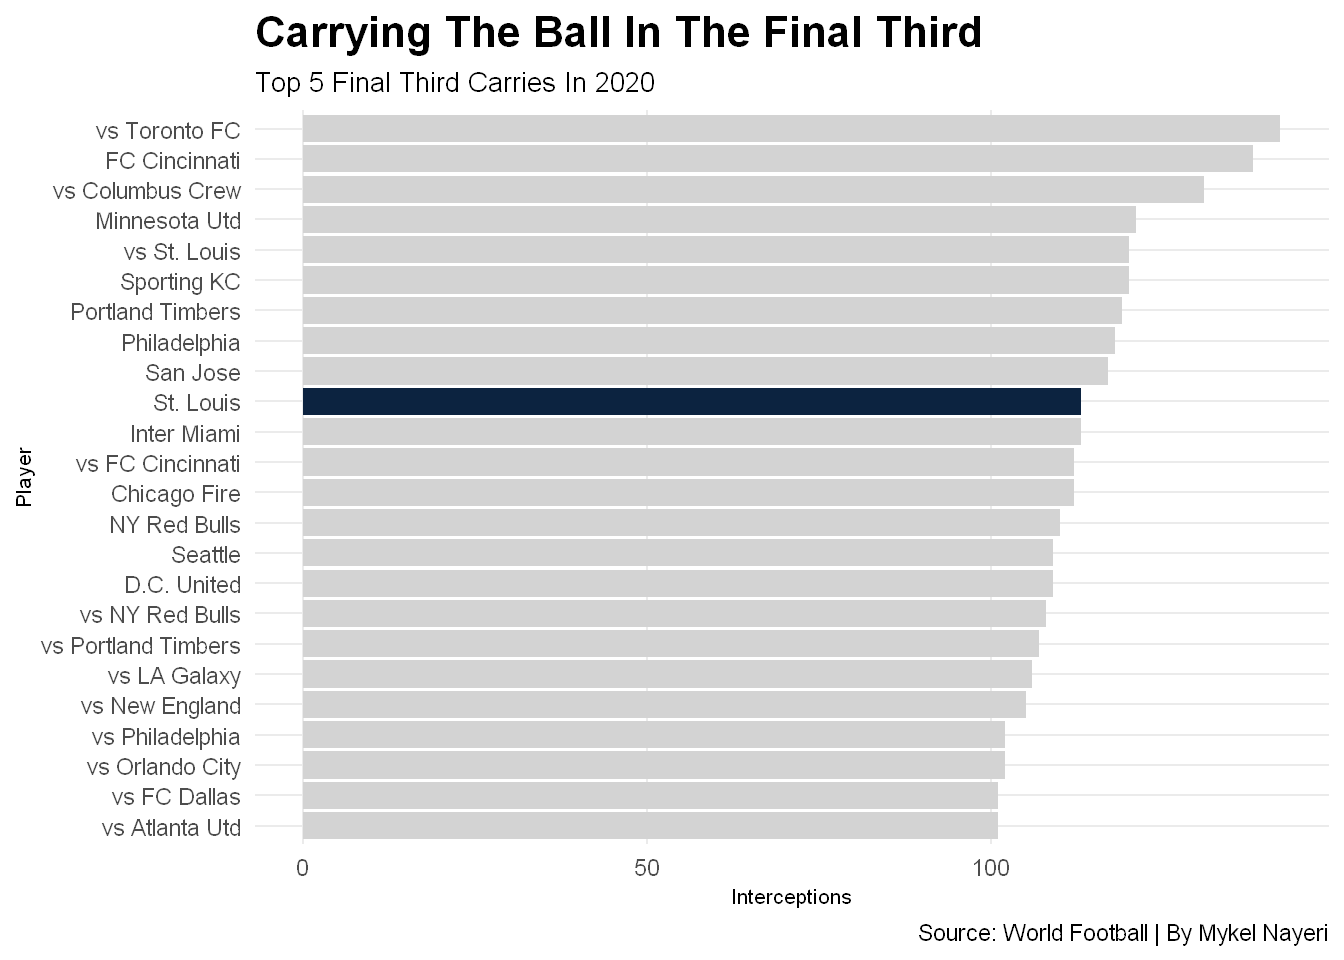 Carrying The Ball In The Final Third
Top 5 Final Third Carries In 2020
vs Toronto FC
FC Cincinnati
vs Columbus Crew
Minnesota Utd
vs St. Louis
Sporting KC
Portland Timbers
Philadelphia
San Jose
St. Louis
Inter Miami
vs FC Cincinnati
Chicago Fire
NY Red Bulls
Seattle
D.C. United
vs NY Red Bulls
vs Portland Timbers
vs LA Galaxy
vs New England
vs Philadelphia
vs Orlando City
vs FC Dallas
vs Atlanta Utd
Player
0 50 100
Interceptions
Source: World Football | By Mykel Nayeri